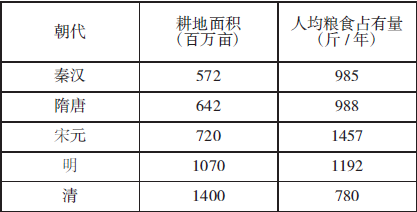 朝代 耕地面积 人均粮食占有量
（百万亩） （斤/年）
秦汉 572 985
隋唐 642 988
宋元 720 1457
明 1070 1192
清 1400 780